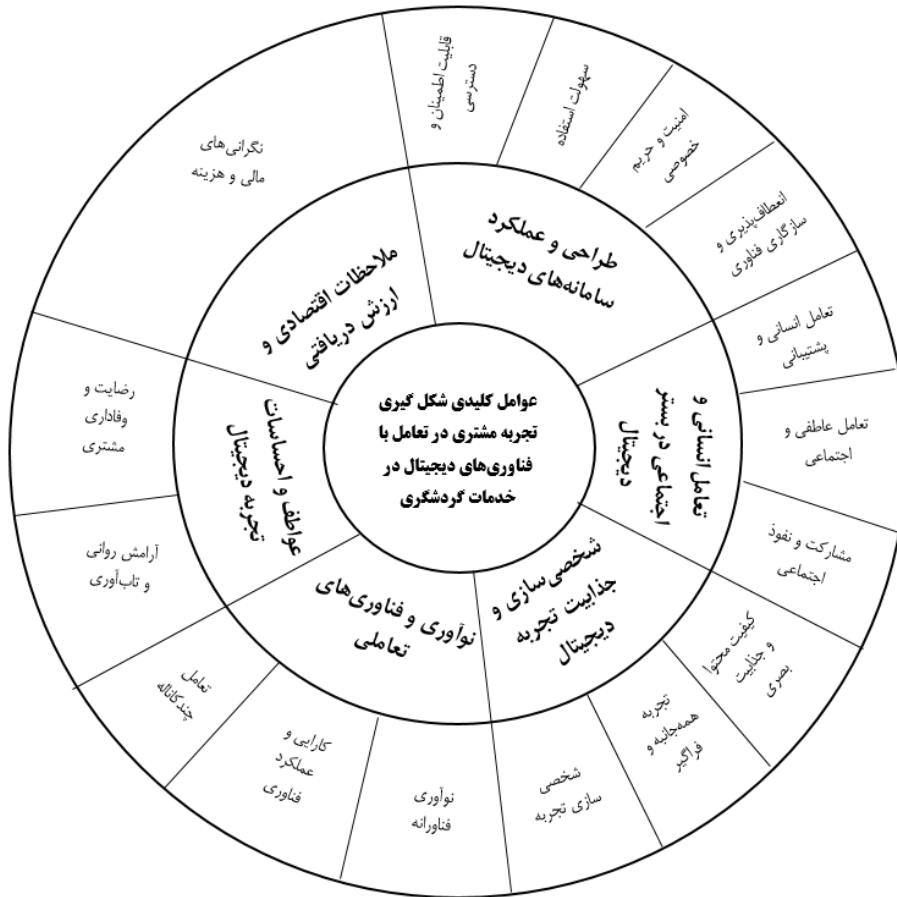 عوامل کلیدی شکل گیری
تجربه مشتری در تعامل با
فناوری‌های دیجیتال در
خدمات گردشگری
طراحی و عملکرد
سامانه‌های دیجیتال
قابلیت اطمینان و
دسترسی
سهولت استفاده
امنیت و حریم
خصوصی
انعطاف‌پذیری و
سازگاری فناوری
تعامل انسانی و
اجتماعی در بستر
دیجیتال
تعامل انسانی و
پشتیبانی
تعامل عاطفی و
اجتماعی
مشارکت و نفوذ
اجتماعی
شخصی‌سازی و
جذابیت تجربه
دیجیتال
کیفیت محتوا
و جذابیت
بصری
تجربه
همه‌جانبه و
فراگیر
شخصی
سازی تجربه
نوآوری و فناوری‌های
تعاملی
نوآوری
فناورانه
کارایی و
عملکرد
فناوری
تعامل
چندکاناله
عواطف و احساسات
تجربه دیجیتال
آرامش روانی
و تاب‌آوری
رضایت و
وفاداری
مشتری
ملاحظات اقتصادی و
ارزش دریافتی
نگرانی‌های
مالی و هزینه